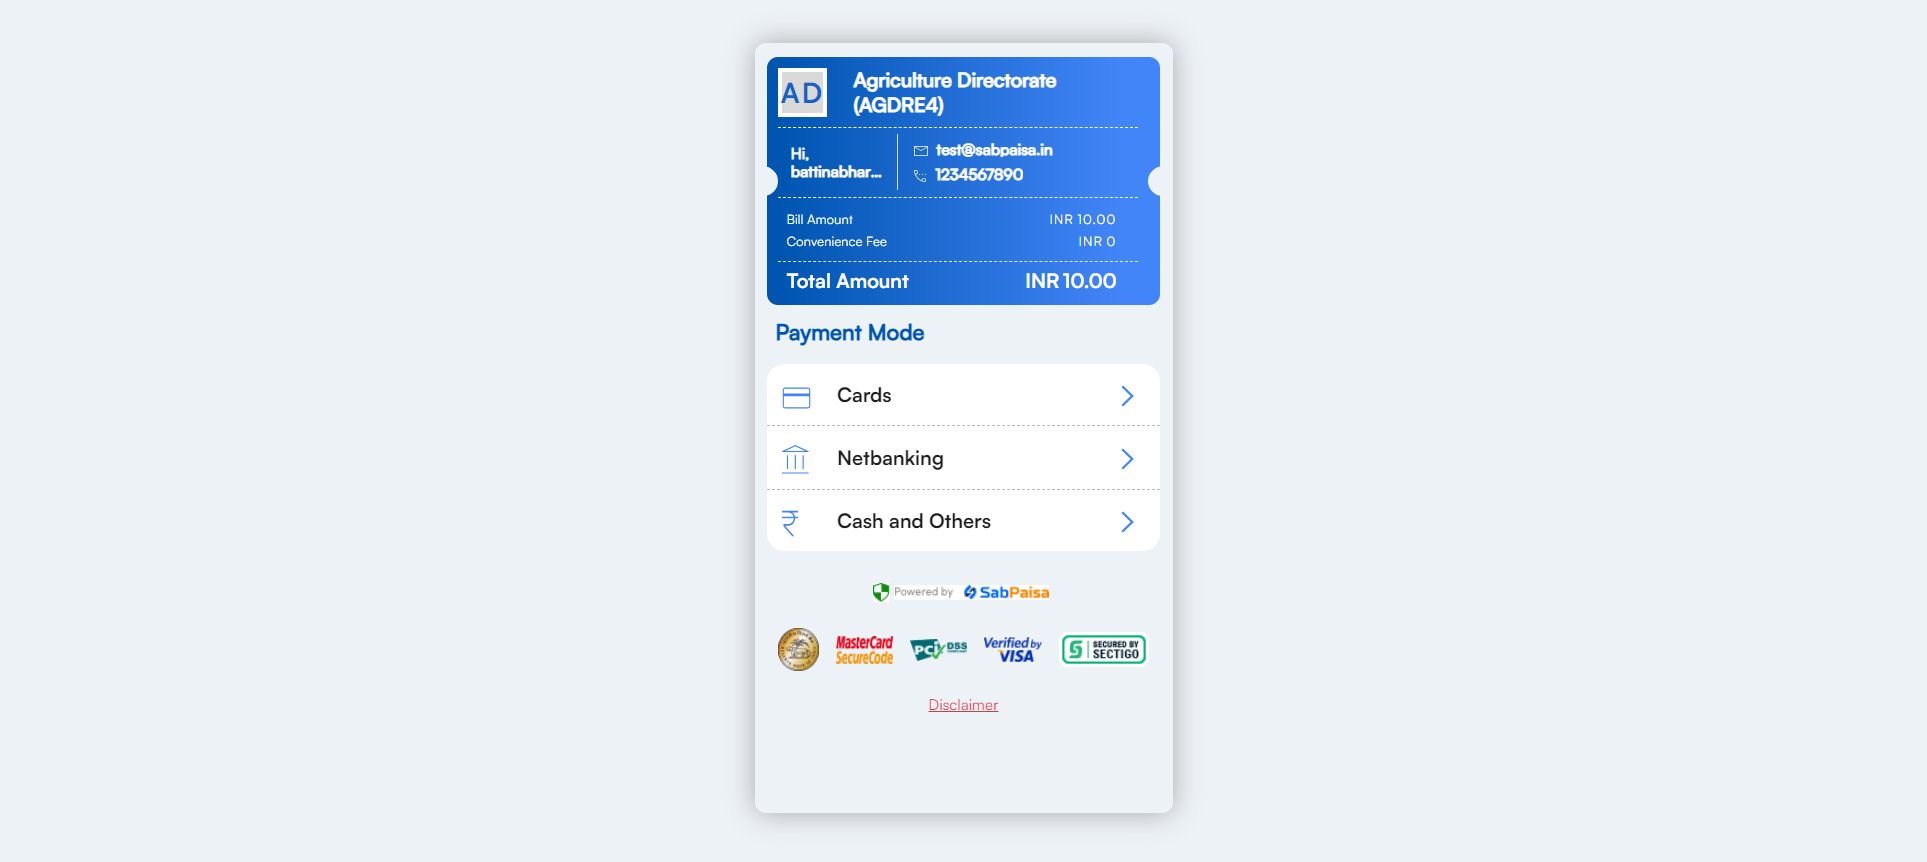 AD
Agriculture Directorate
(AGDRE4)
Hi,
battinabhar...
test@sabpaisa.in
1234567890
Bill Amount INR 10.00
Convenience Fee INR 0
Total Amount INR 10.00
Payment Mode
Cards
Netbanking
Cash and Others
Powered by SabPaisa
MasterCard
SecureCode
PCI DSS
COMPLIANT
Verified by
VISA
SECURED BY
SECTIGO
Disclaimer